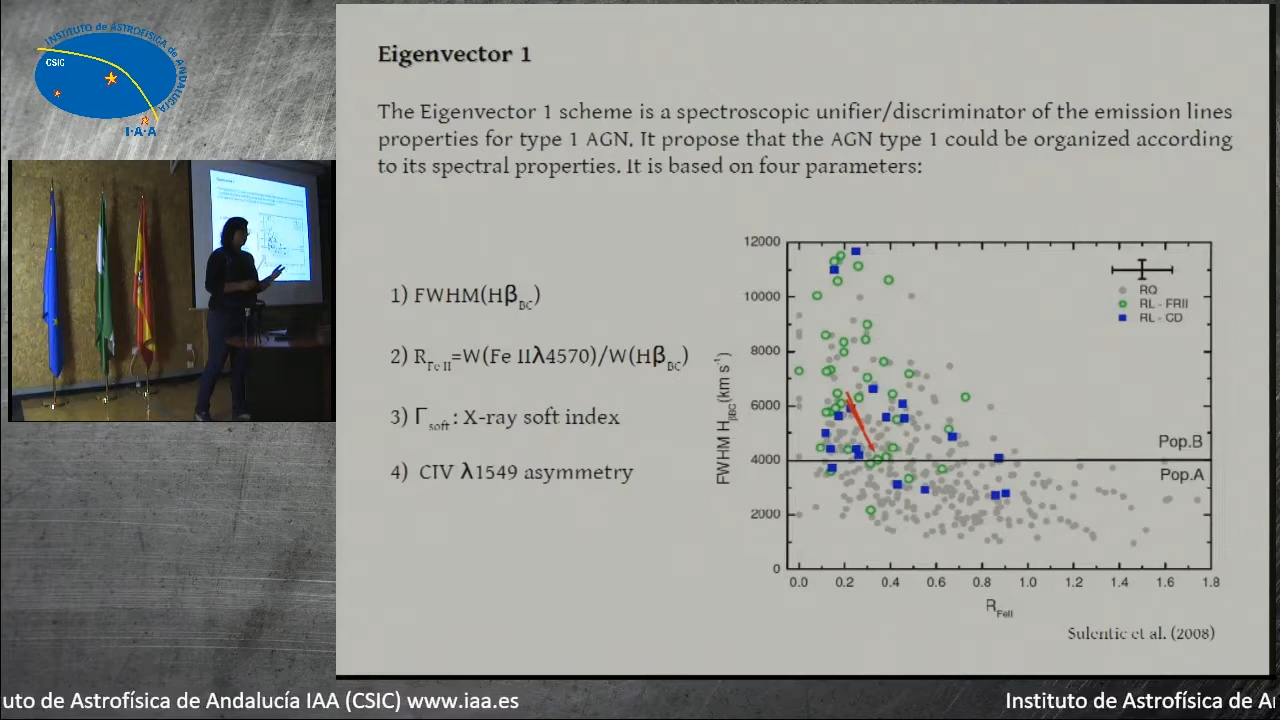 INSTITUTO de ASTROFÍSICA de ANDALUCÍA
CSIC
I·A·A
Eigenvector 1
The Eigenvector 1 scheme is a spectroscopic unifier/discriminator of the emission lines
properties for type 1 AGN. It propose that the AGN type 1 could be organized according
to its spectral properties. It is based on four parameters:
1) FWHM(Hβ_BC)
2) R_Fe II=W(Fe IIλ4570)/W(Hβ_BC)
3) Γ_soft: X-ray soft index
4) CIV λ1549 asymmetry
12000
10000
8000
6000
4000
2000
0
FWHM H_βBC(km s⁻¹)
RQ
RL - FRII
RL - CD
Pop.B
Pop.A
0.0 0.2 0.4 0.6 0.8 1.0 1.2 1.4 1.6 1.8
R_FeII
Sulentic et al. (2008)
uto de Astrofísica de Andalucía IAA (CSIC) www.iaa.es
Instituto de Astrofísica de A